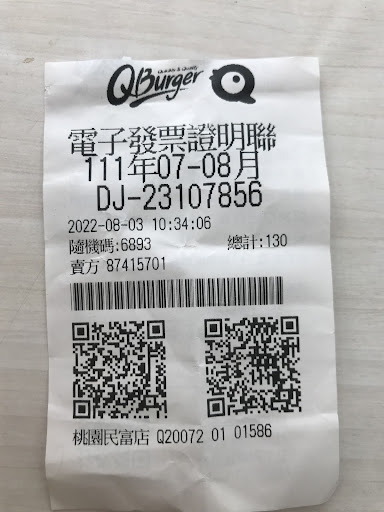 Quick & Quality
QBurger
電子發票證明聯
111年07-08月
DJ-23107856
2022-08-03 10:34:06
隨機碼:6893 總計:130
賣方 87415701
桃園民富店 Q20072 01 01586